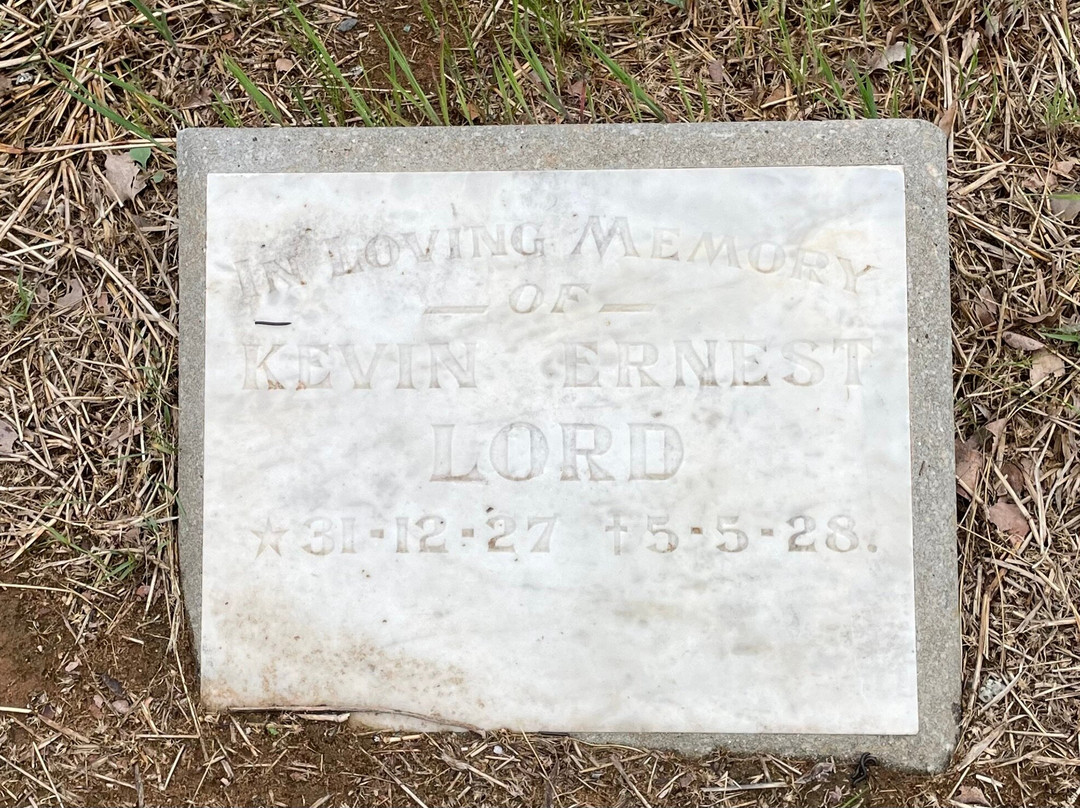 IN LOVING MEMORY
— OF —
KEVIN ERNEST
LORD
☆31-12-27 †5-5-28.